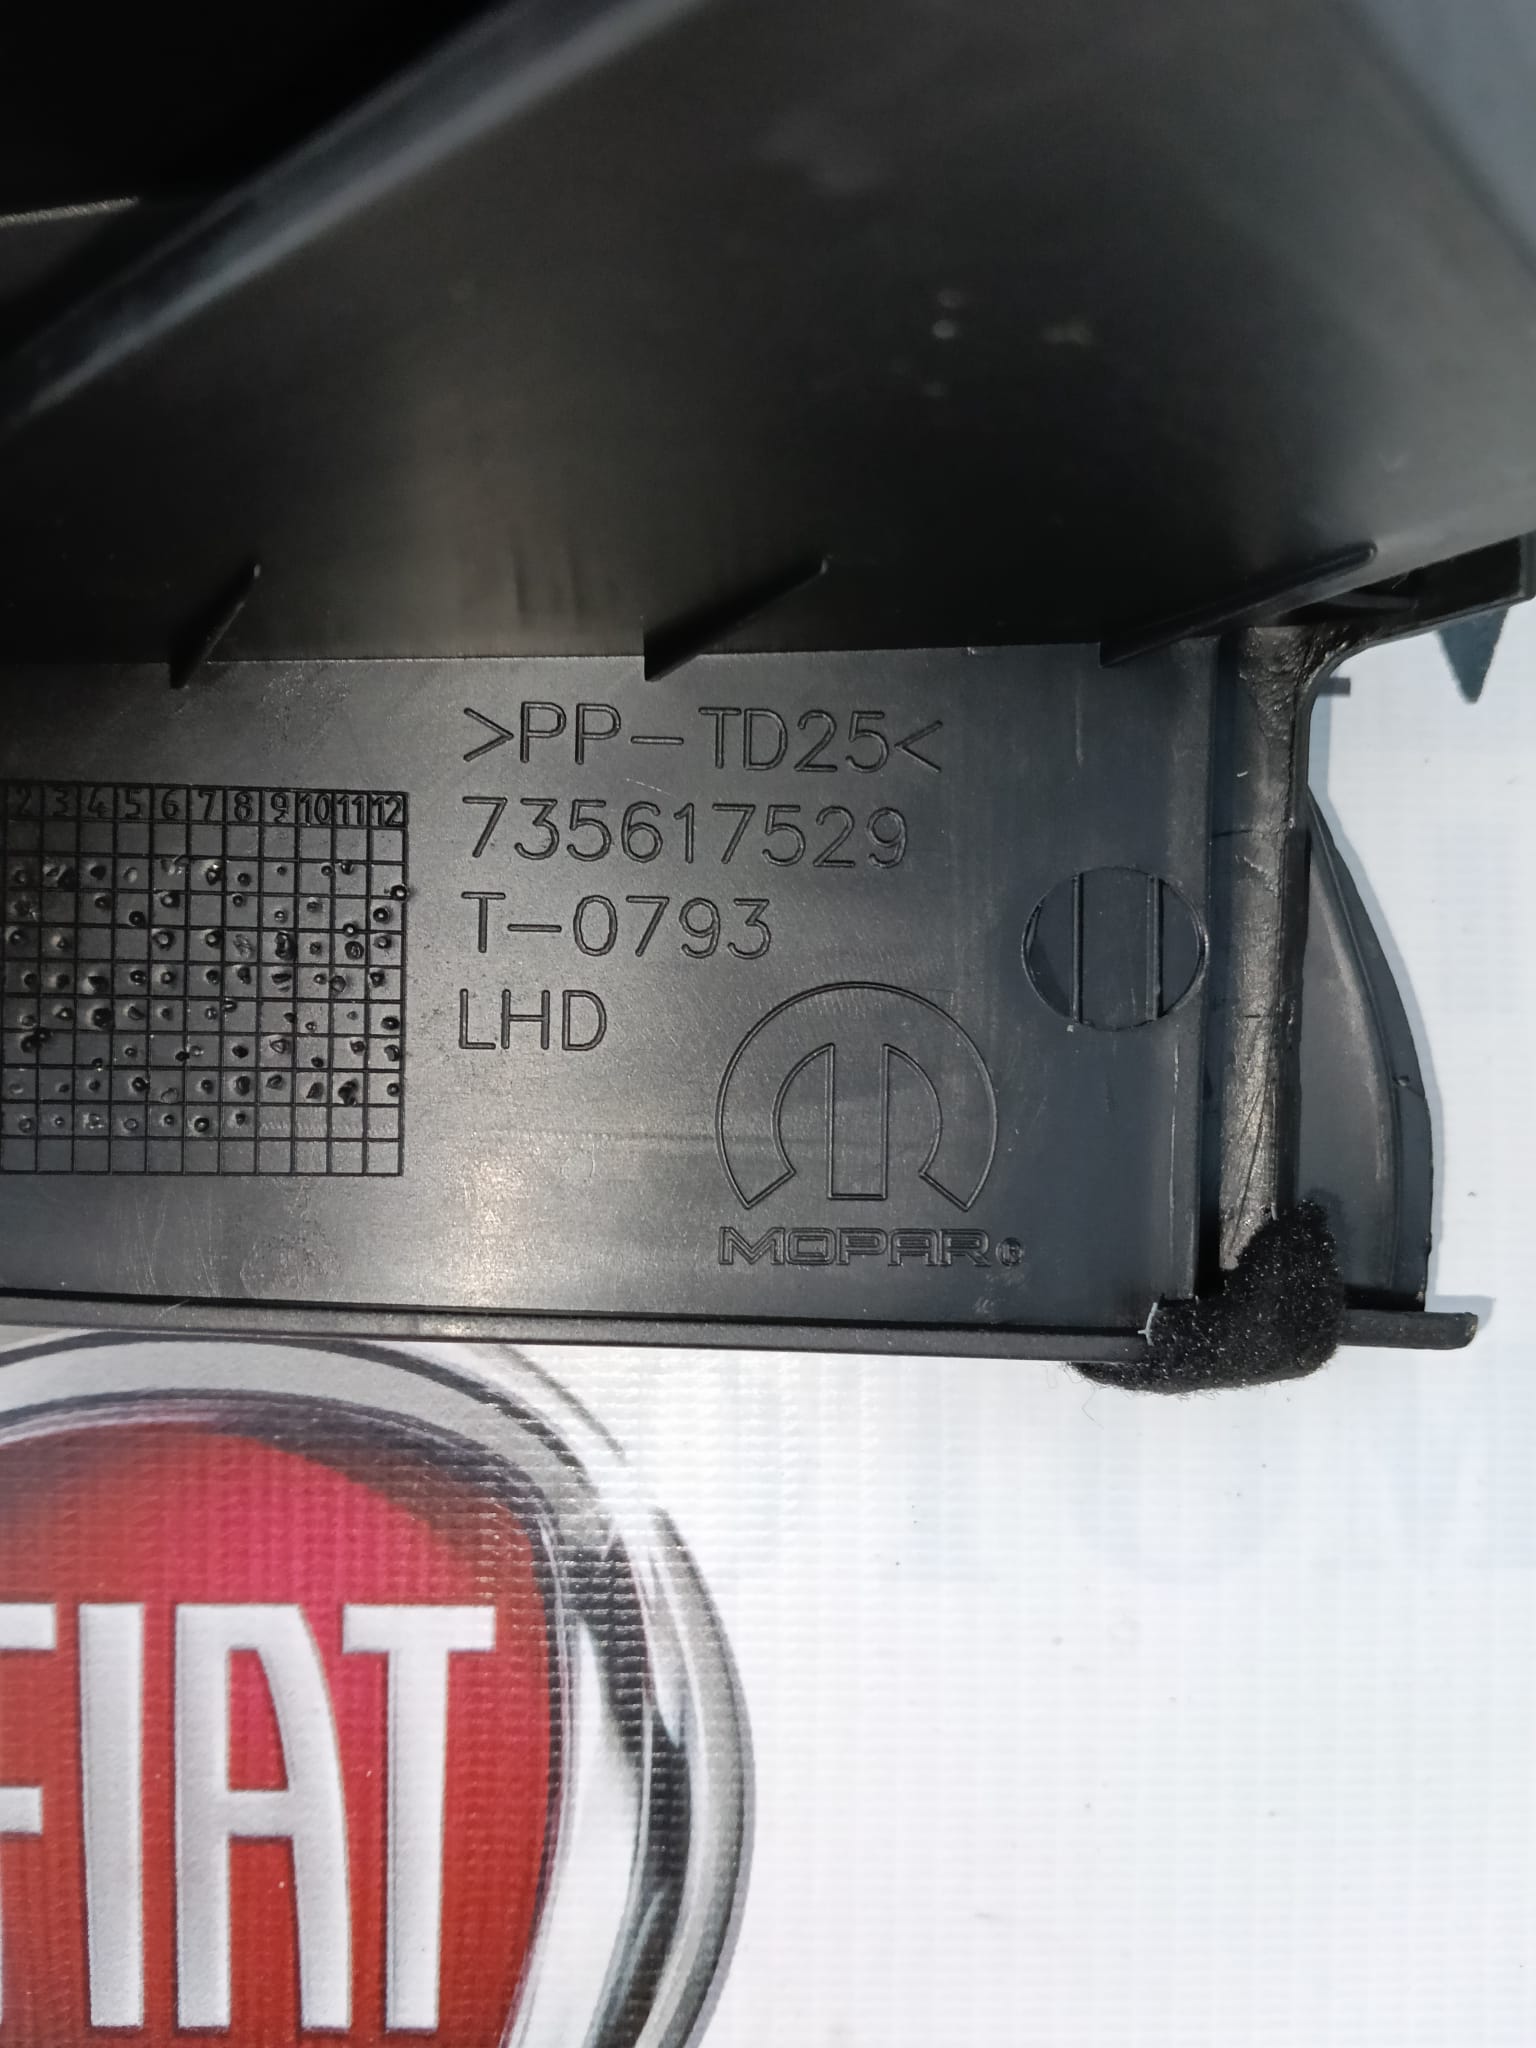 >PP-TD25<
2 3 4 5 6 7 8 9 10 11 12
735617529
T-0793
LHD
MOPAR®
FIAT